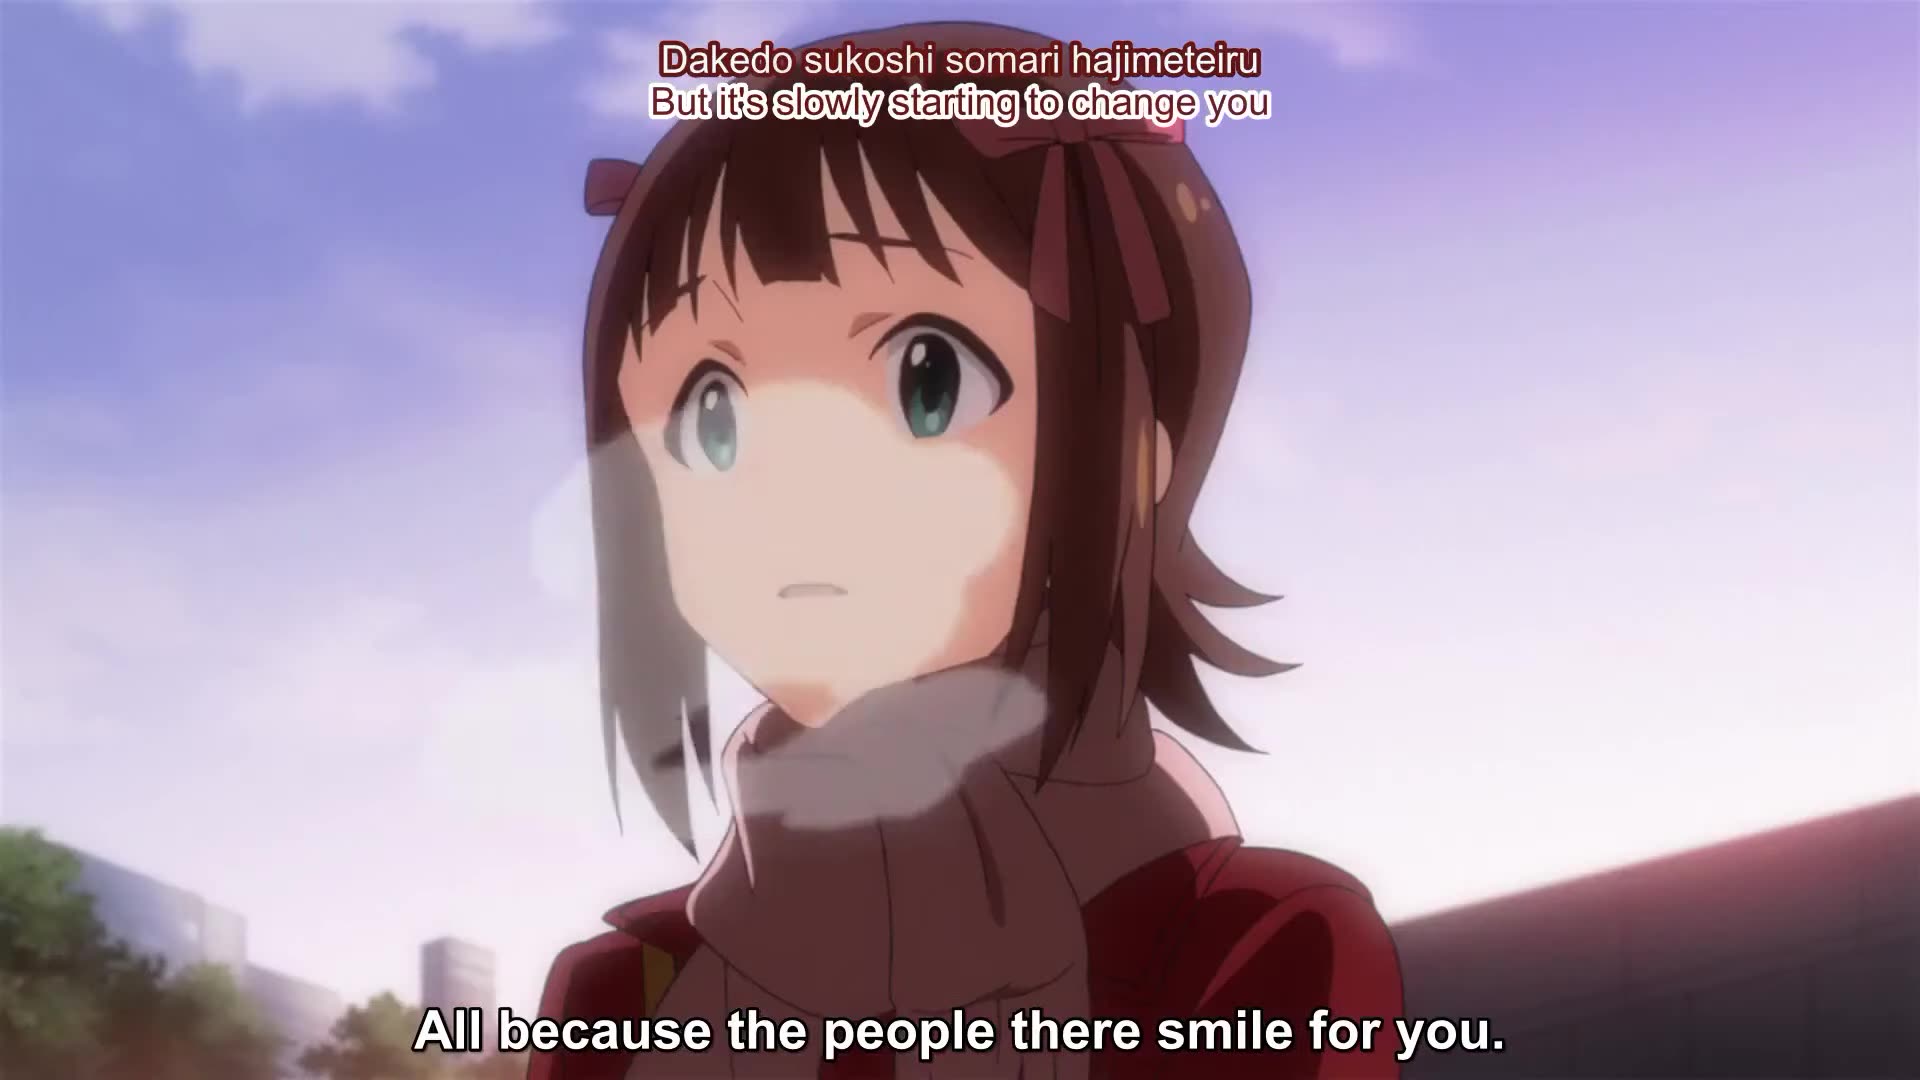 Dakedo sukoshi somari hajimeteiru
But it's slowly starting to change you
All because the people there smile for you.